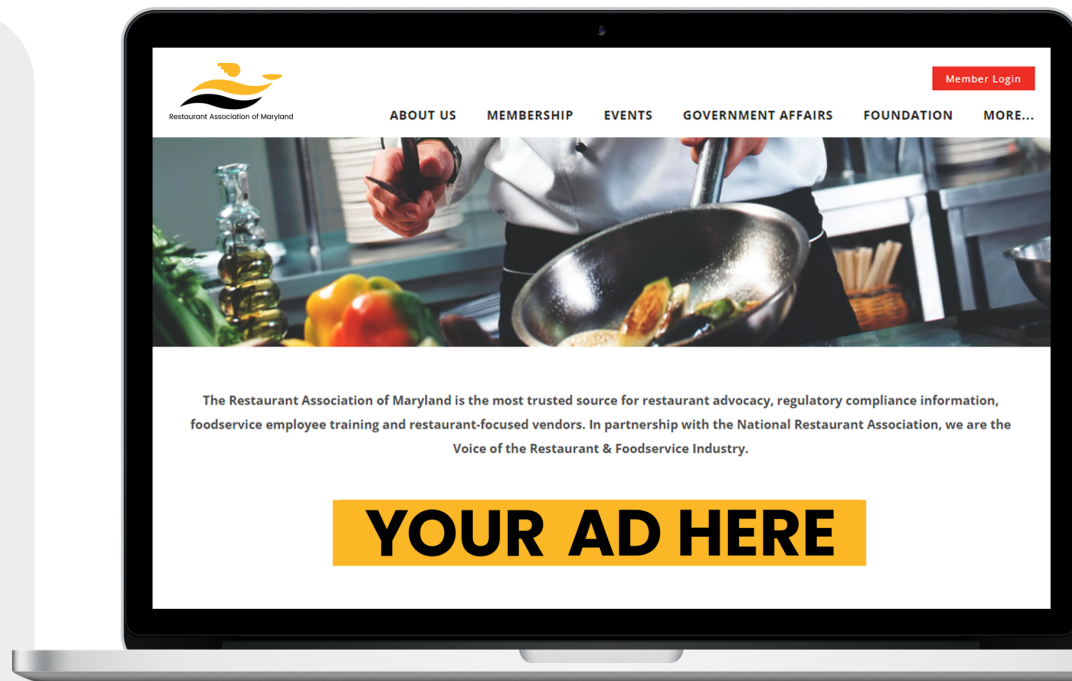 Member Login
Restaurant Association of Maryland
ABOUT US MEMBERSHIP EVENTS GOVERNMENT AFFAIRS FOUNDATION MORE...
The Restaurant Association of Maryland is the most trusted source for restaurant advocacy, regulatory compliance information,
foodservice employee training and restaurant-focused vendors. In partnership with the National Restaurant Association, we are the
Voice of the Restaurant & Foodservice Industry.
YOUR AD HERE